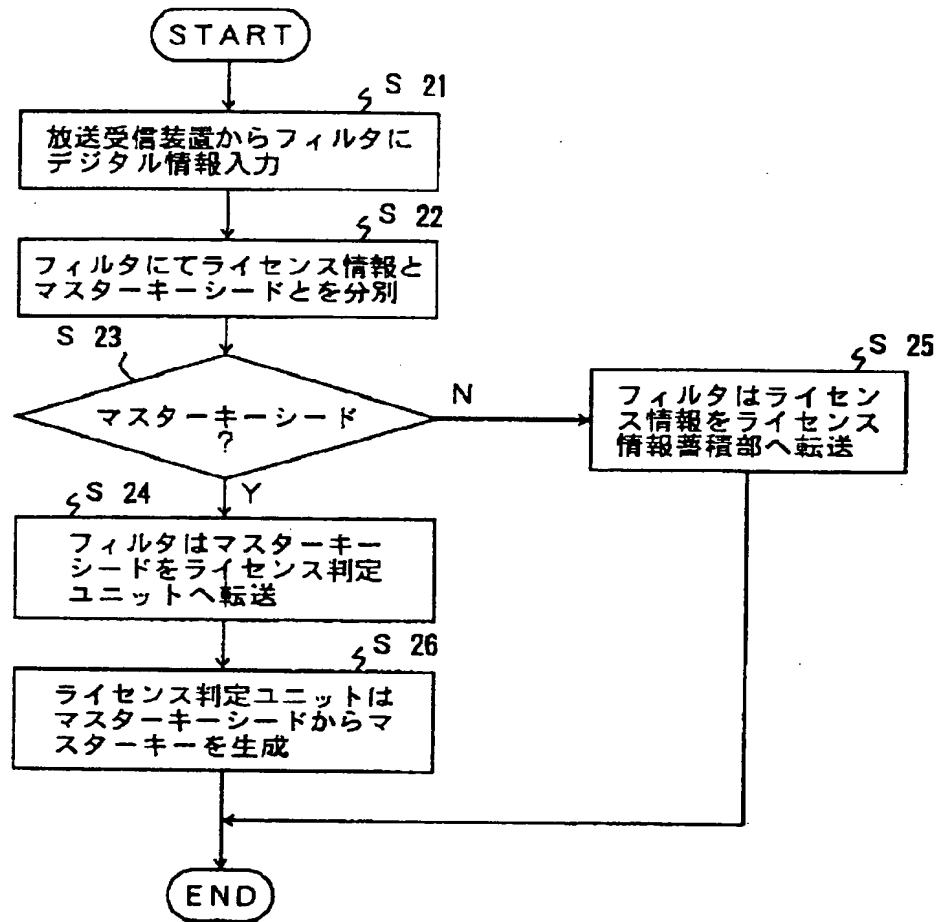 START
S 21
放送受信装置からフィルタに
デジタル情報入力
S 22
フィルタにてライセンス情報と
マスターキーシードとを分別
S 23
マスターキーシード
?
N
S 25
フィルタはライセン
ス情報をライセンス
情報蓄積部へ転送
Y
S 24
フィルタはマスターキー
シードをライセンス判定
ユニットへ転送
S 26
ライセンス判定ユニットは
マスターキーシードからマ
スターキーを生成
END